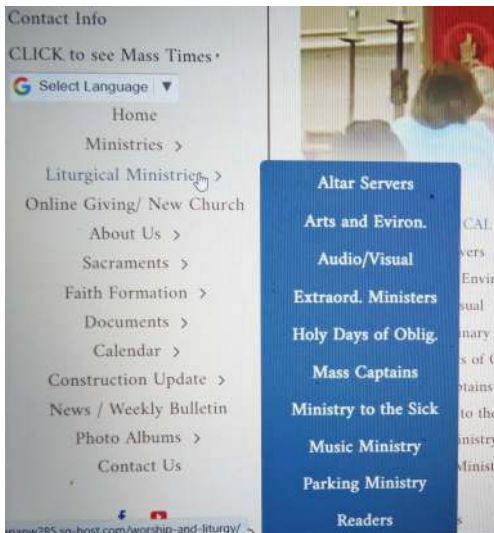 Contact Info
CLICK to see Mass Times
Select Language ▼
Home
Ministries >
Liturgical Ministries >
Online Giving/ New Church
About Us >
Sacraments >
Faith Formation >
Documents >
Calendar >
Construction Update >
News / Weekly Bulletin
Photo Albums >
Contact Us
Altar Servers
Arts and Eviron.
Audio/Visual
Extraord. Ministers
Holy Days of Oblig.
Mass Captains
Ministry to the Sick
Music Ministry
Parking Ministry
Readers